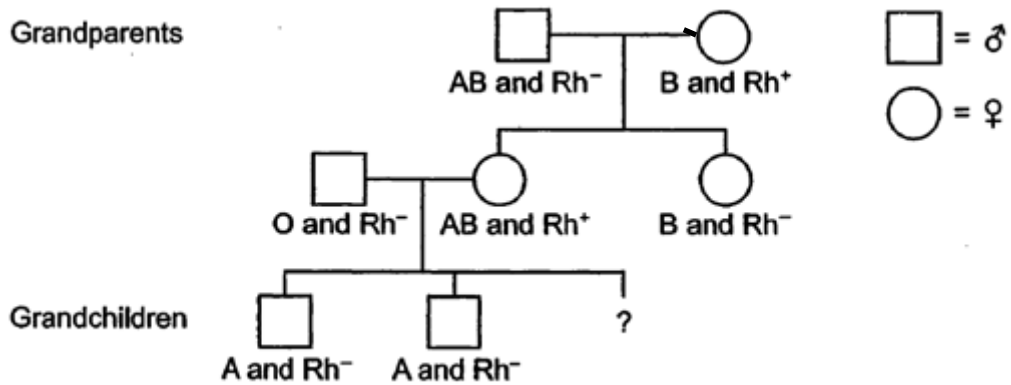 Grandparents
AB and Rh⁻ B and Rh⁺
= ♂
= ♀
O and Rh⁻ AB and Rh⁺ B and Rh⁻
Grandchildren
?
A and Rh⁻ A and Rh⁻